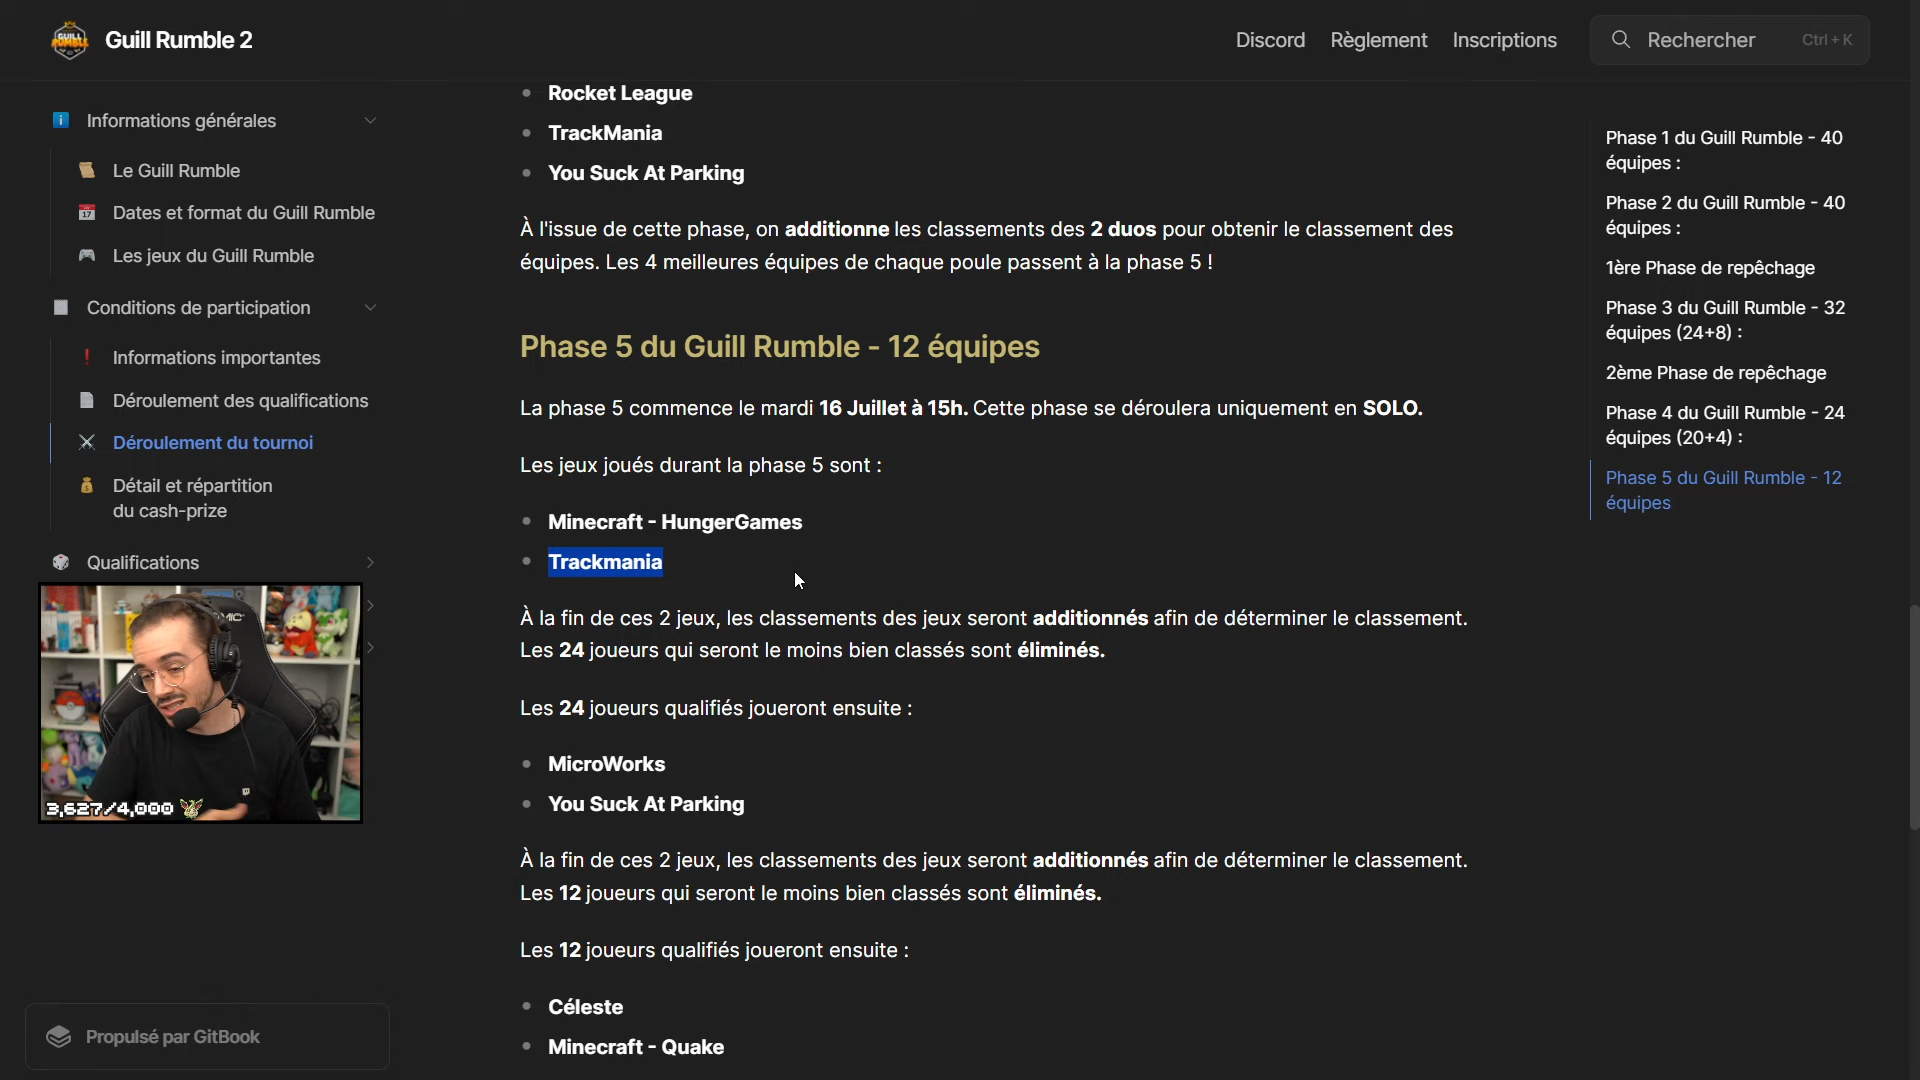 GUILL
RUMBLE
Guill Rumble 2
Discord
Règlement
Inscriptions
Rechercher
Ctrl + K
Informations générales
Le Guill Rumble
Dates et format du Guill Rumble
Les jeux du Guill Rumble
Conditions de participation
Informations importantes
Déroulement des qualifications
Déroulement du tournoi
Détail et répartition
du cash-prize
Qualifications
3,627/4,000
Propulsé par GitBook
Rocket League
TrackMania
You Suck At Parking
À l'issue de cette phase, on additionne les classements des 2 duos pour obtenir le classement des
équipes. Les 4 meilleures équipes de chaque poule passent à la phase 5 !
Phase 5 du Guill Rumble - 12 équipes
La phase 5 commence le mardi 16 Juillet à 15h. Cette phase se déroulera uniquement en SOLO.
Les jeux joués durant la phase 5 sont :
Minecraft - HungerGames
Trackmania
À la fin de ces 2 jeux, les classements des jeux seront additionnés afin de déterminer le classement.
Les 24 joueurs qui seront le moins bien classés sont éliminés.
Les 24 joueurs qualifiés joueront ensuite :
MicroWorks
You Suck At Parking
À la fin de ces 2 jeux, les classements des jeux seront additionnés afin de déterminer le classement.
Les 12 joueurs qui seront le moins bien classés sont éliminés.
Les 12 joueurs qualifiés joueront ensuite :
Céleste
Minecraft - Quake
Phase 1 du Guill Rumble - 40
équipes :
Phase 2 du Guill Rumble - 40
équipes :
1ère Phase de repêchage
Phase 3 du Guill Rumble - 32
équipes (24+8) :
2ème Phase de repêchage
Phase 4 du Guill Rumble - 24
équipes (20+4) :
Phase 5 du Guill Rumble - 12
équipes